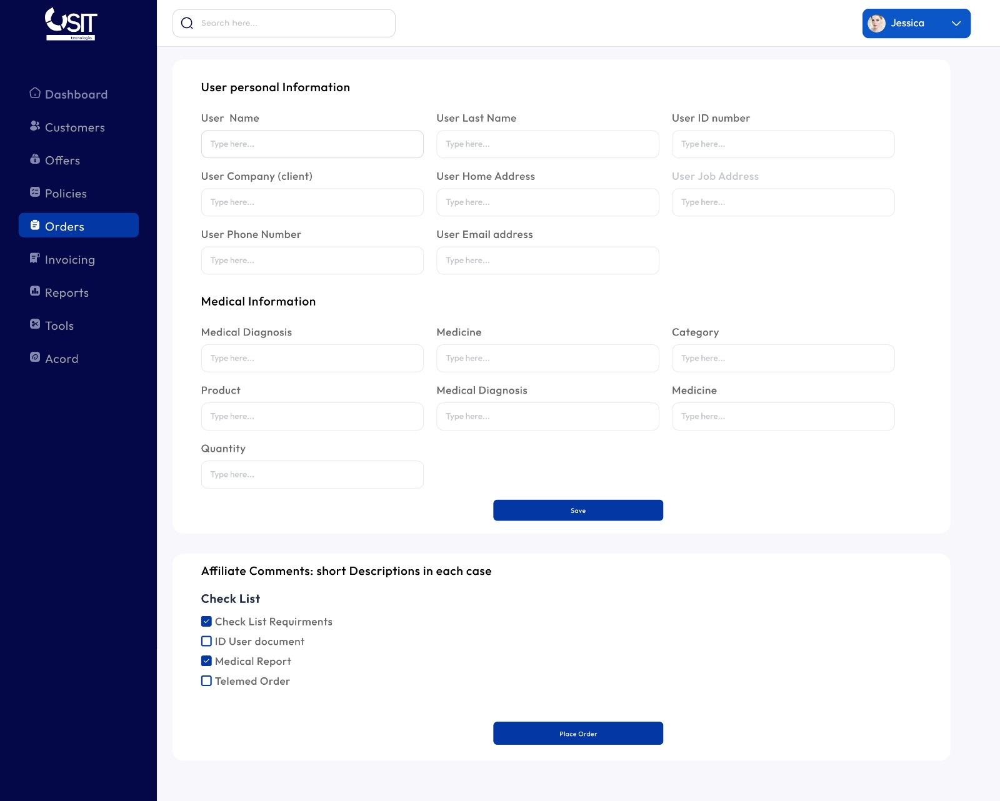 USIT
tecnologia
Search here...
Jessica
Dashboard
Customers
Offers
Policies
Orders
Invoicing
Reports
Tools
Acord
User personal Information
User  Name
User Last Name
User ID number
Type here...
Type here...
Type here...
User Company (client)
User Home Address
User Job Address
Type here...
Type here...
Type here...
User Phone Number
User Email address
Type here...
Type here...
Medical Information
Medical Diagnosis
Medicine
Category
Type here...
Type here...
Type here...
Product
Medical Diagnosis
Medicine
Type here...
Type here...
Type here...
Quantity
Type here...
Save
Affiliate Comments: short Descriptions in each case
Check List
Check List Requirments
ID User document
Medical Report
Telemed Order
Place Order